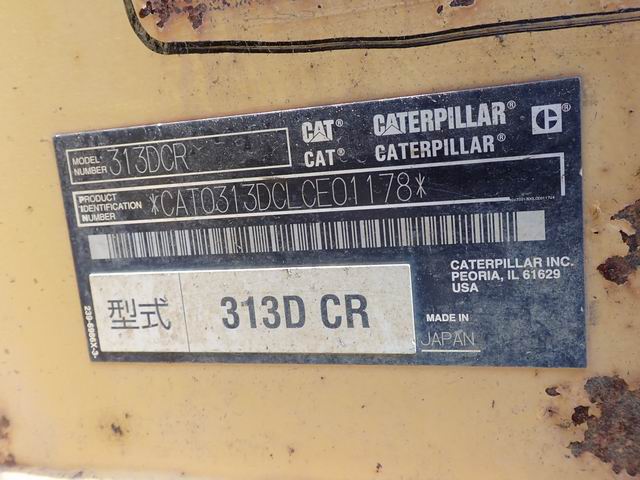 CAT® CATERPILLAR®
CAT® CATERPILLAR®
MODEL NUMBER 313DCR
PRODUCT IDENTIFICATION NUMBER *CAT0313DCLCE01178*
CATERPILLAR INC.
PEORIA, IL 61629
USA
型式 313D CR
MADE IN
JAPAN